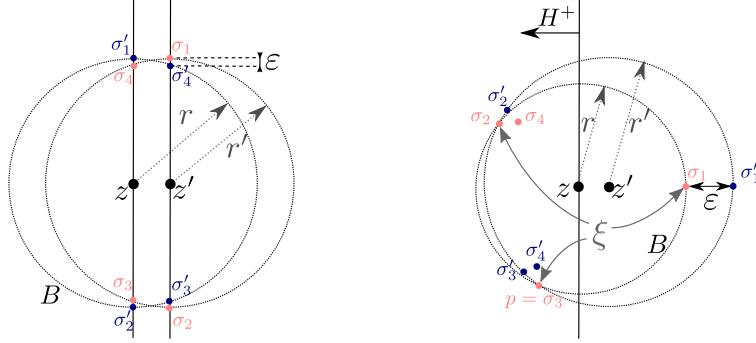 σ′₁ σ₁
σ₄ σ′₄ ε
r
r′
z z′
σ₃ σ′₃
B
σ′₂ σ₂
H⁺
σ′₂
σ₂ σ₄ r r′
z z′ σ₁ σ′₁
ε
ξ B
σ′₃ σ′₄
p = σ₃